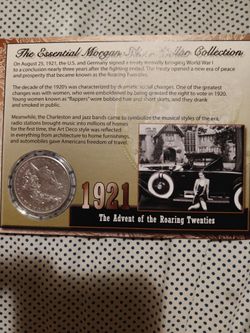 The Essential Morgan Silver Dollar Collection
On August 25, 1921, the U.S. and Germany signed a treaty formally bringing World War I
to a conclusion nearly three years after the fighting ended. The treaty opened a new era of peace
and prosperity that became known as the Roaring Twenties.
The decade of the 1920's was characterized by dramatic social changes. One of the greatest
changes was with women, who were emboldened by being granted the right to vote in 1920.
Young women known as "flappers" wore bobbed hair and short skirts, and they drank
and smoked in public.
Meanwhile, the Charleston and jazz bands came to symbolize the musical styles of the era,
radio stations brought music into millions of homes
for the first time, the Art Deco style was reflected
in everything from architecture to home furnishings,
and automobiles gave Americans freedom of travel.
1921
The Advent of the Roaring Twenties